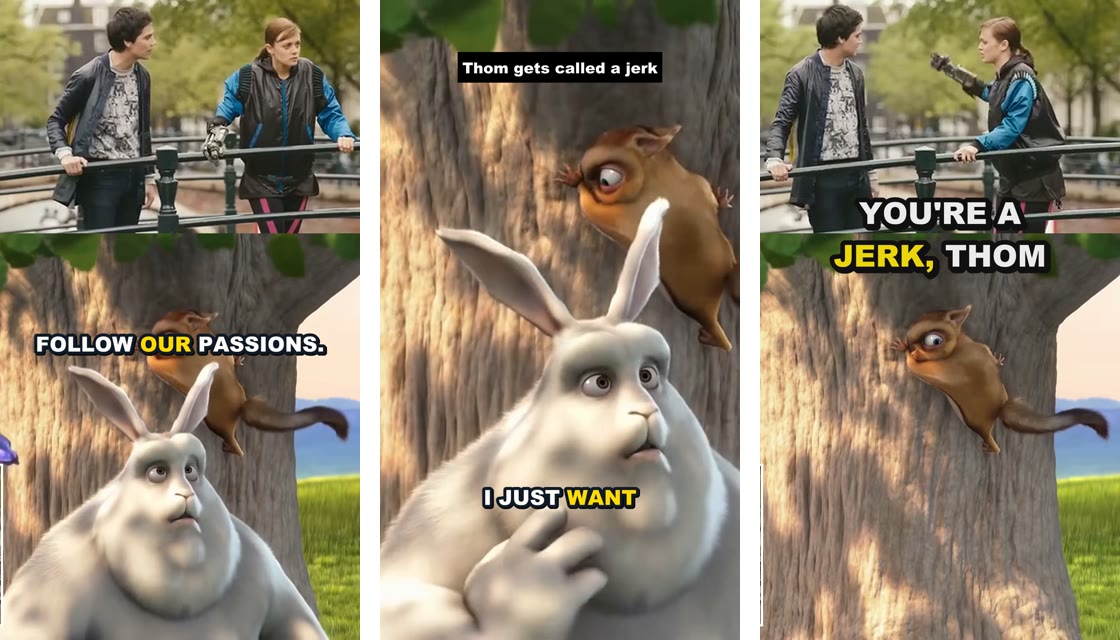 FOLLOW OUR PASSIONS.
Thom gets called a jerk
I JUST WANT
YOU'RE A
JERK, THOM